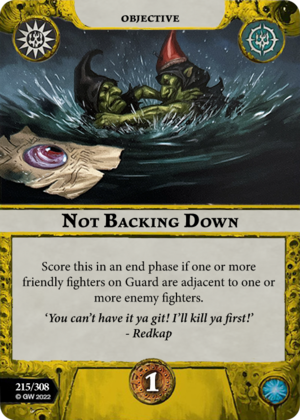 OBJECTIVE
NOT BACKING DOWN
Score this in an end phase if one or more
friendly fighters on Guard are adjacent to one or
more enemy fighters.
‘You can’t have it ya git! I’ll kill ya first!’
- Redkap
215/308
© GW 2022
1